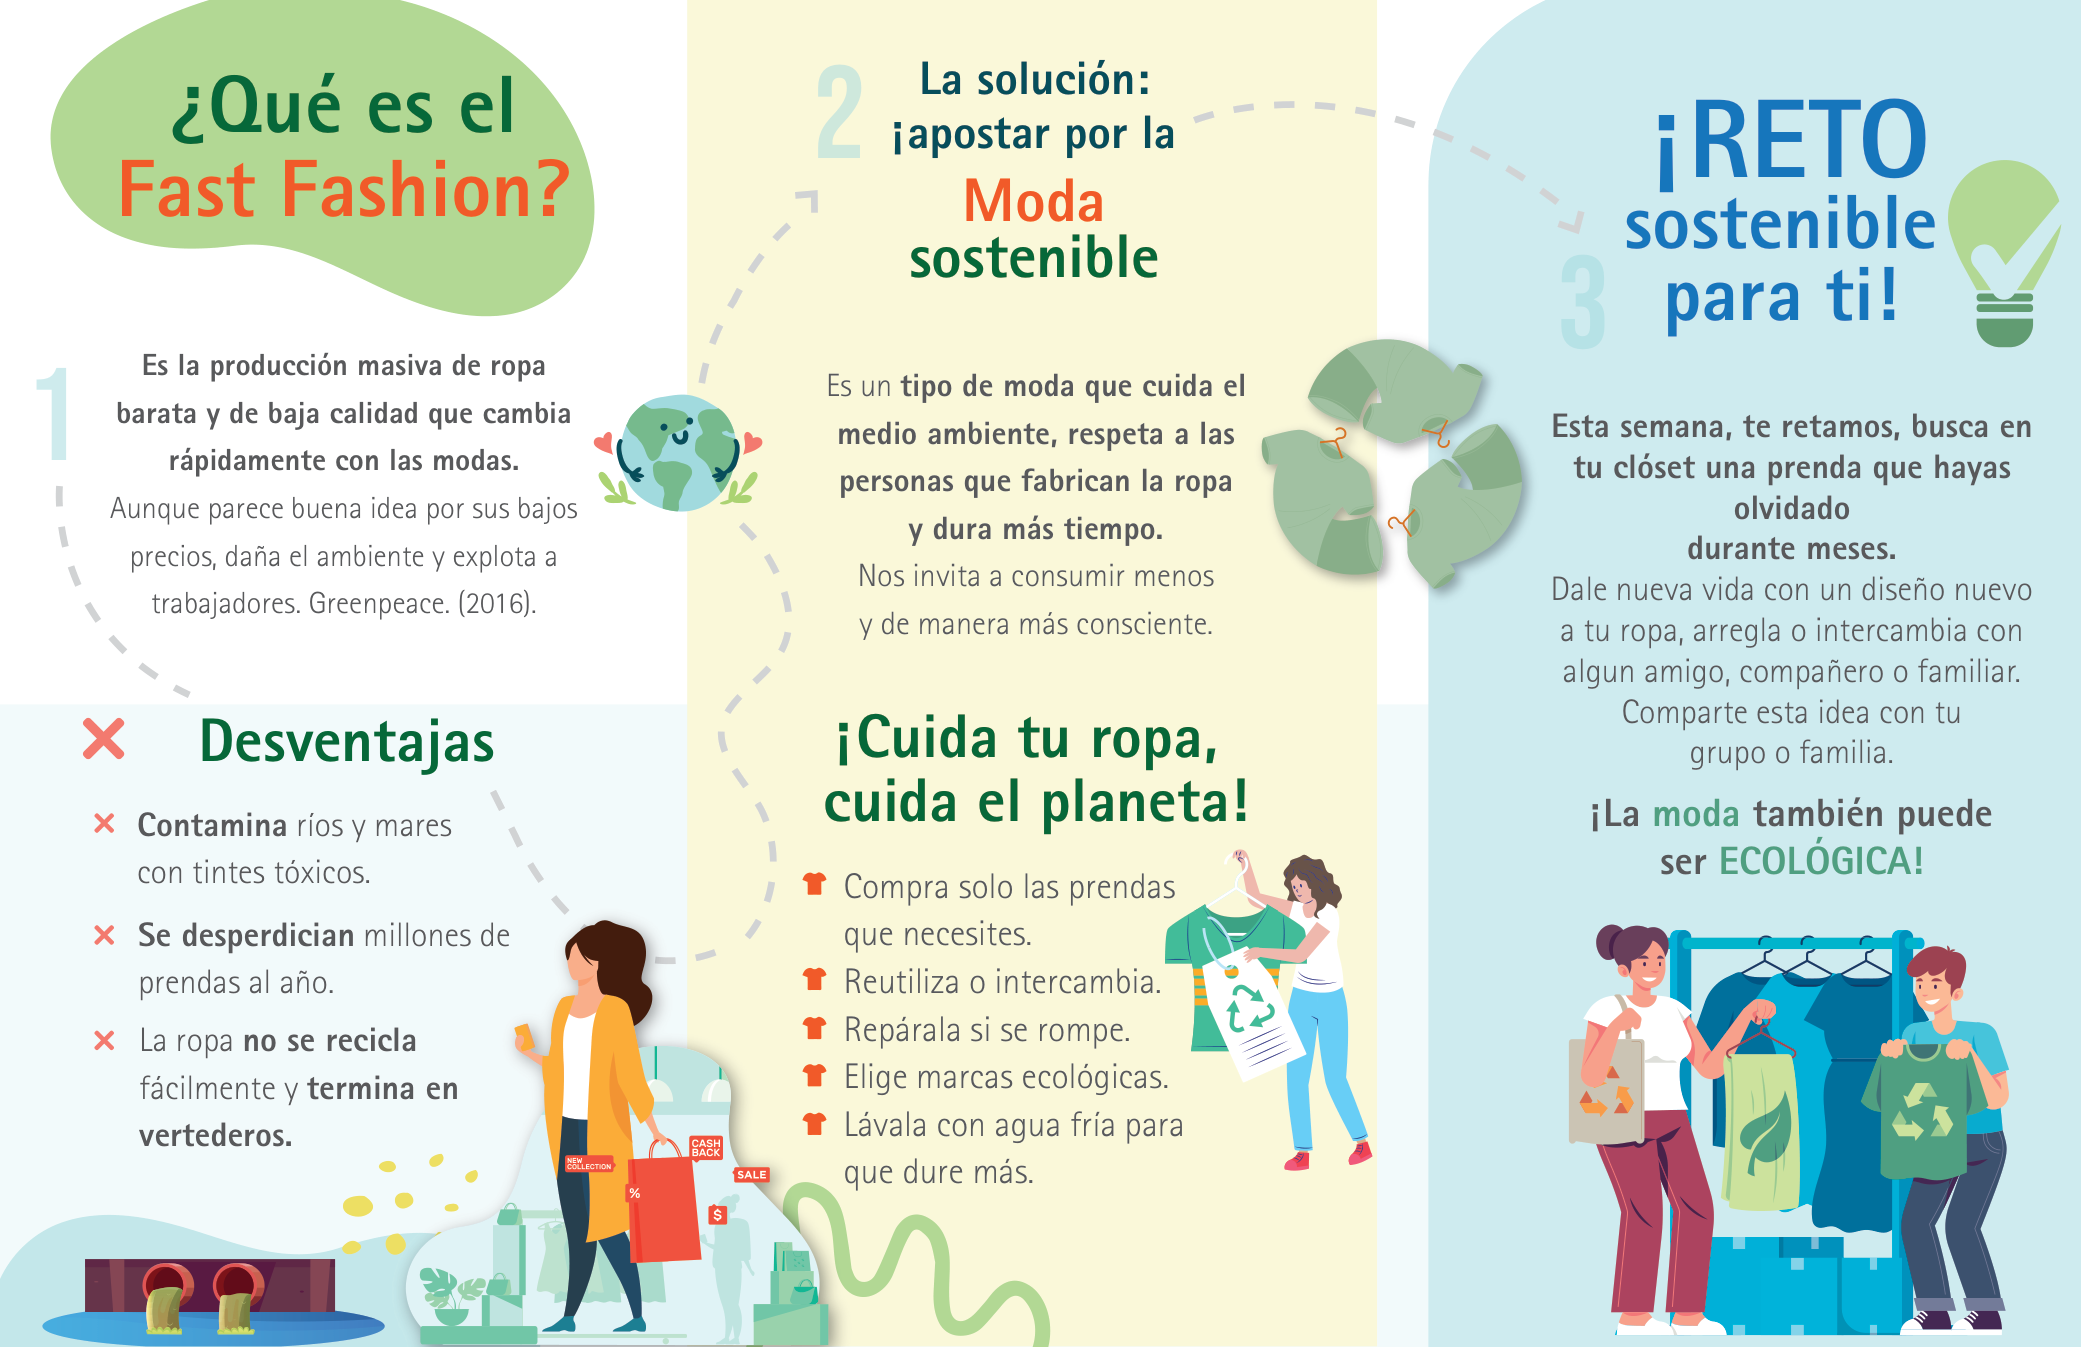 ¿Qué es el
Fast Fashion?
1
Es la producción masiva de ropa
barata y de baja calidad que cambia
rápidamente con las modas.
Aunque parece buena idea por sus bajos
precios, daña el ambiente y explota a
trabajadores. Greenpeace. (2016).
Desventajas
Contamina ríos y mares
con tintes tóxicos.
Se desperdician millones de
prendas al año.
La ropa no se recicla
fácilmente y termina en
vertederos.
NEW
COLLECTION
%
CASH
BACK
SALE
$
2
La solución:
¡apostar por la
Moda
sostenible
Es un tipo de moda que cuida el
medio ambiente, respeta a las
personas que fabrican la ropa
y dura más tiempo.
Nos invita a consumir menos
y de manera más consciente.
¡Cuida tu ropa,
cuida el planeta!
Compra solo las prendas
que necesites.
Reutiliza o intercambia.
Repárala si se rompe.
Elige marcas ecológicas.
Lávala con agua fría para
que dure más.
¡RETO
sostenible
para ti!
3
Esta semana, te retamos, busca en
tu clóset una prenda que hayas
olvidado
durante meses.
Dale nueva vida con un diseño nuevo
a tu ropa, arregla o intercambia con
algun amigo, compañero o familiar.
Comparte esta idea con tu
grupo o familia.
¡La moda también puede
ser ECOLÓGICA!